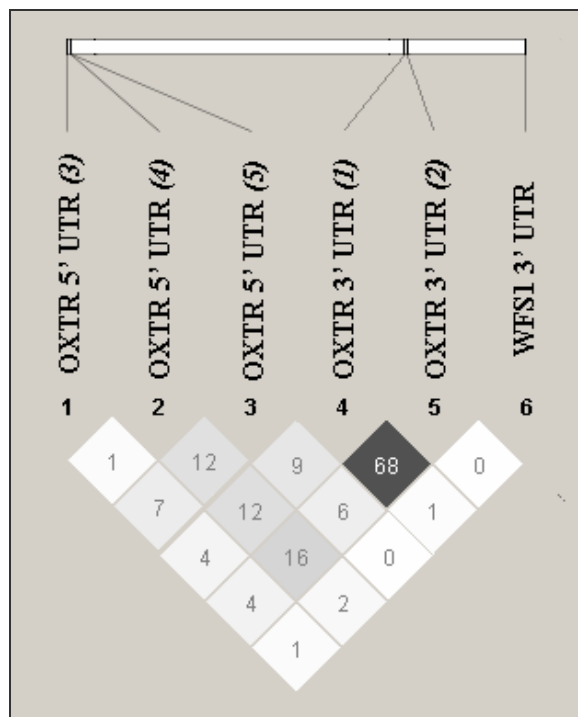 OXTR 5' UTR (3)
OXTR 5' UTR (4)
OXTR 5' UTR (5)
OXTR 3' UTR (1)
OXTR 3' UTR (2)
WFS1 3' UTR
1 2 3 4 5 6
1 12 9 68 0
7 12 6 1
4 16 0
4 2
1